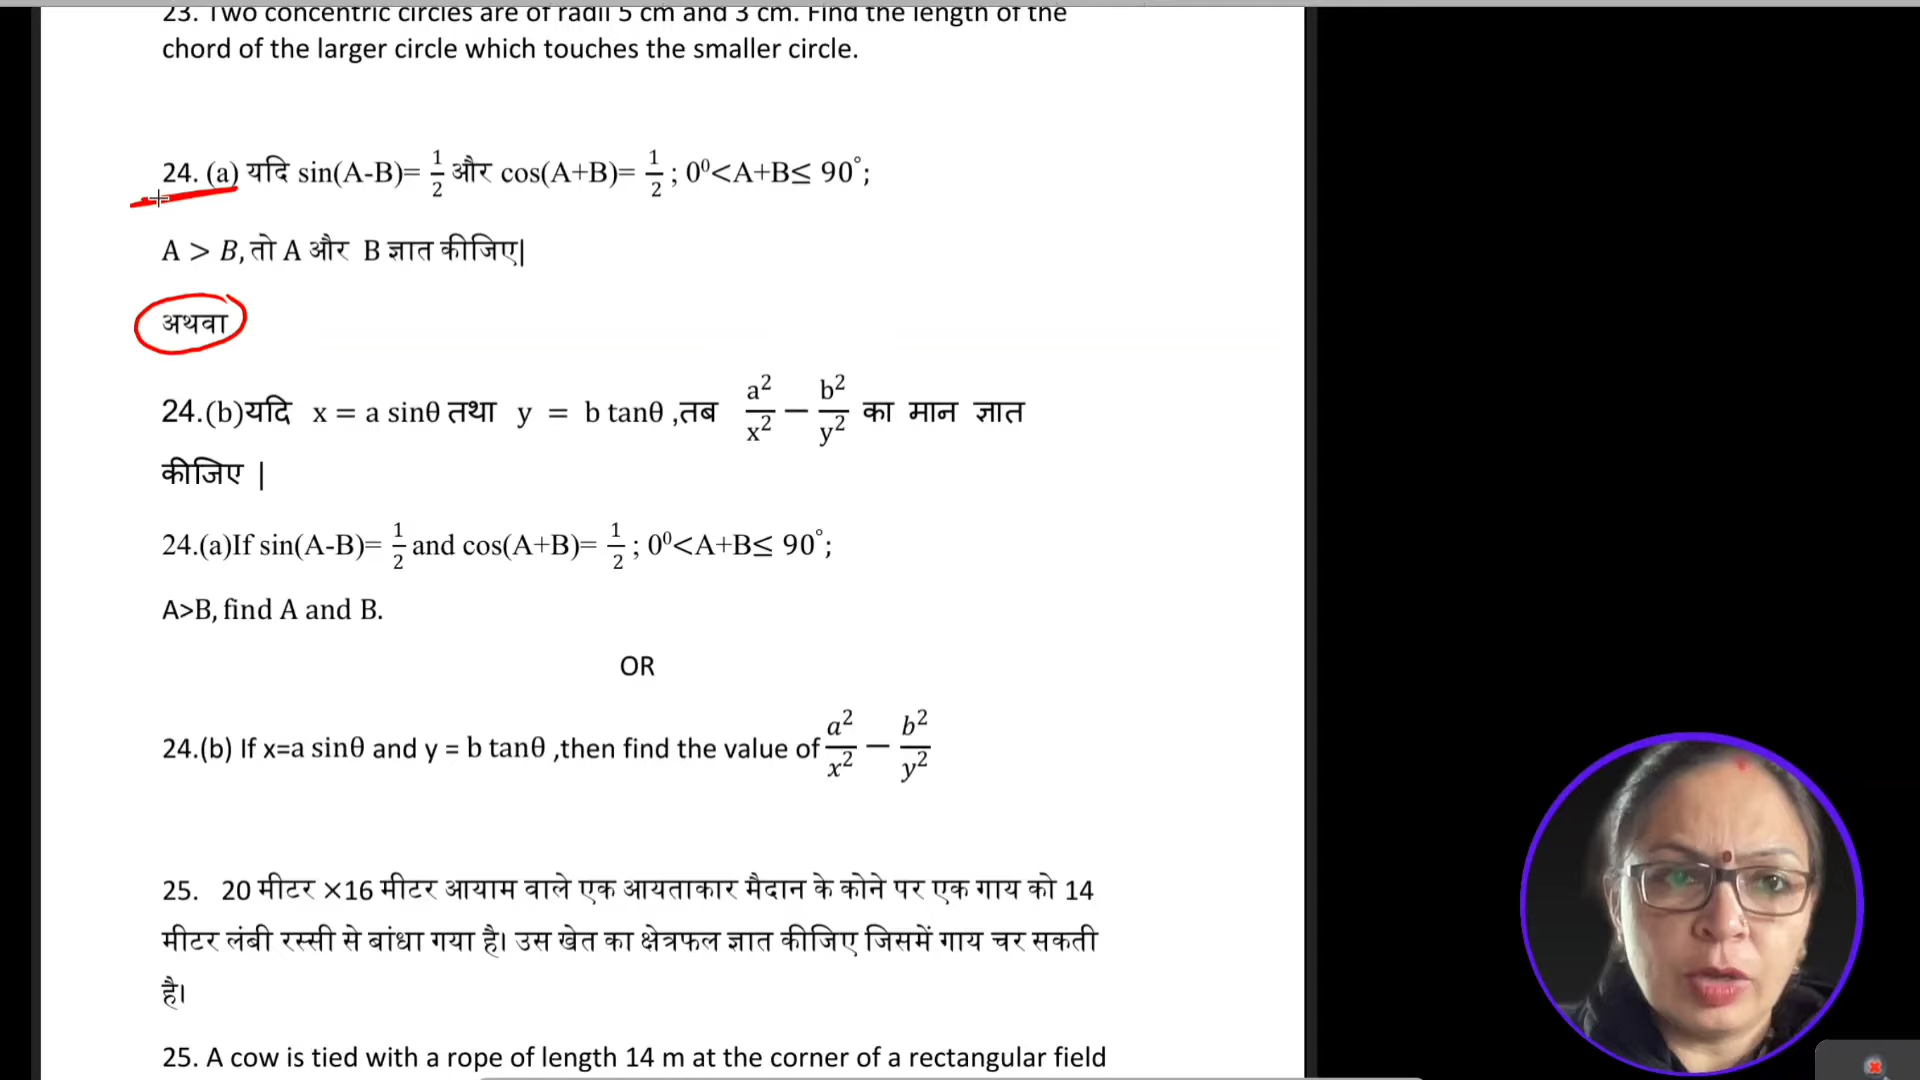 23. Two concentric circles are of radii 5 cm and 3 cm. Find the length of the
chord of the larger circle which touches the smaller circle.
24. (a) यदि sin(A-B)= 1/2 और cos(A+B)= 1/2 ; 0⁰<A+B≤ 90°;
A > B, तो A और B ज्ञात कीजिए|
अथवा
24.(b)यदि x = a sinθ तथा y = b tanθ ,तब a²/x² − b²/y² का मान ज्ञात
कीजिए |
24.(a)If sin(A-B)= 1/2 and cos(A+B)= 1/2 ; 0⁰<A+B≤ 90°;
A>B, find A and B.
OR
24.(b) If x=a sinθ and y = b tanθ ,then find the value of a²/x² − b²/y²
25. 20 मीटर ×16 मीटर आयाम वाले एक आयताकार मैदान के कोने पर एक गाय को 14
मीटर लंबी रस्सी से बांधा गया है। उस खेत का क्षेत्रफल ज्ञात कीजिए जिसमें गाय चर सकती
है।
25. A cow is tied with a rope of length 14 m at the corner of a rectangular field